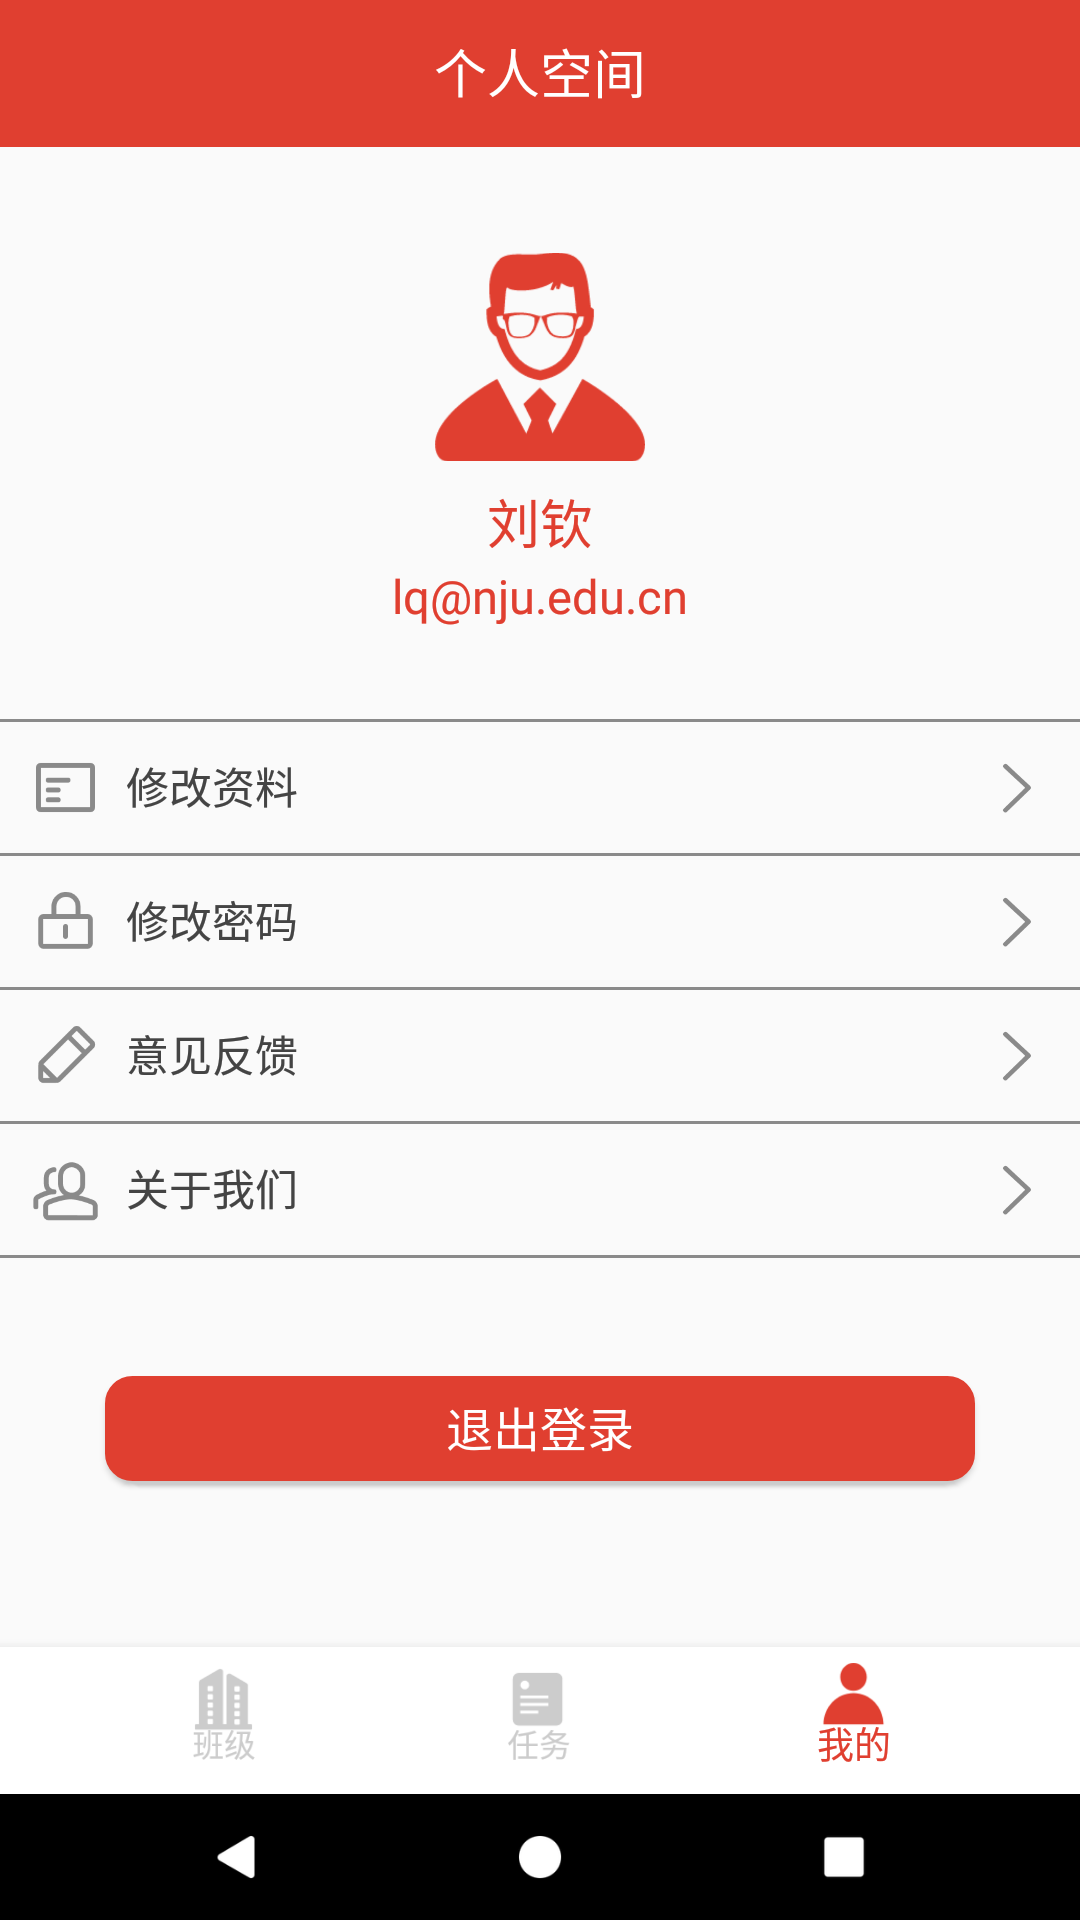 个人空间
刘钦
lq@nju.edu.cn
修改资料
修改密码
意见反馈
关于我们
退出登录
班级
任务
我的